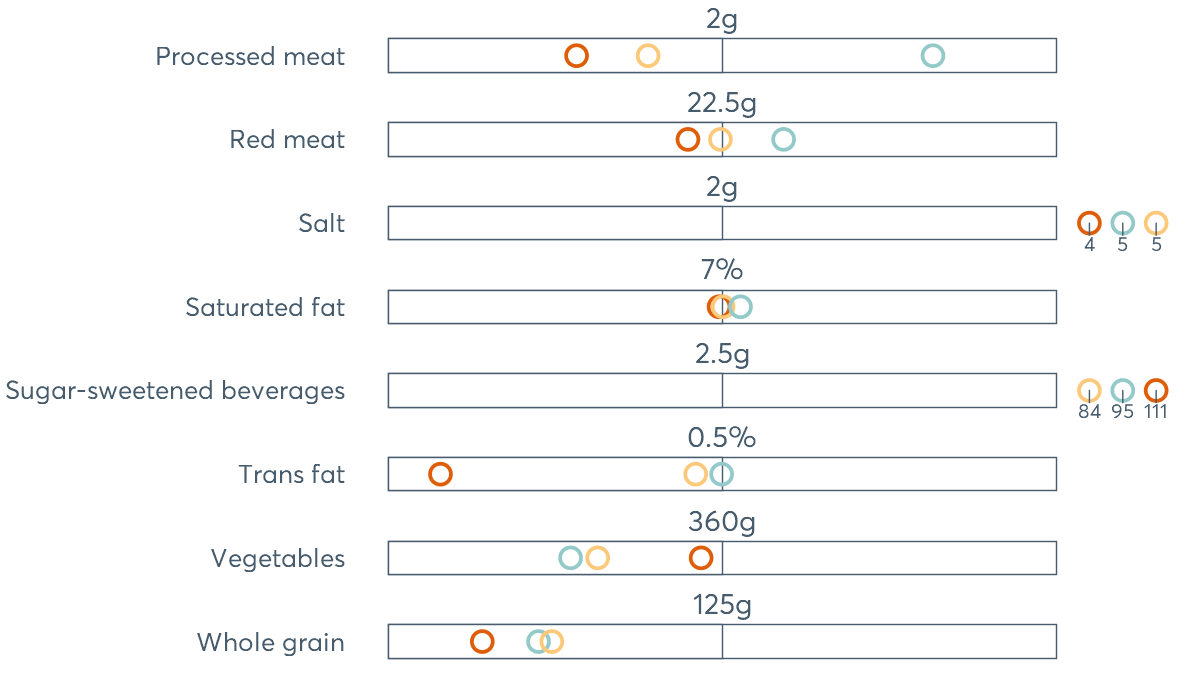 2g
Processed meat
22.5g
Red meat
2g
Salt
4 5 5
7%
Saturated fat
2.5g
Sugar-sweetened beverages
84 95 111
0.5%
Trans fat
360g
Vegetables
125g
Whole grain